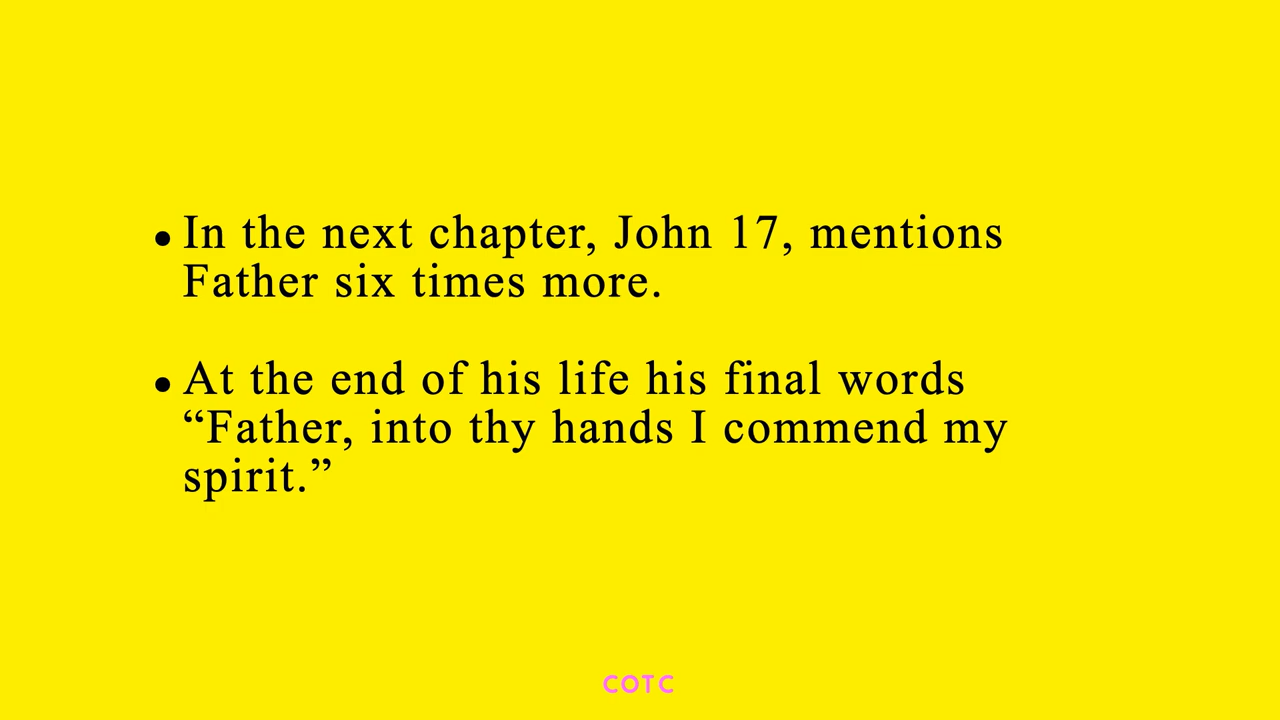 • In the next chapter, John 17, mentions
Father six times more.
• At the end of his life his final words
“Father, into thy hands I commend my
spirit.”
COTC